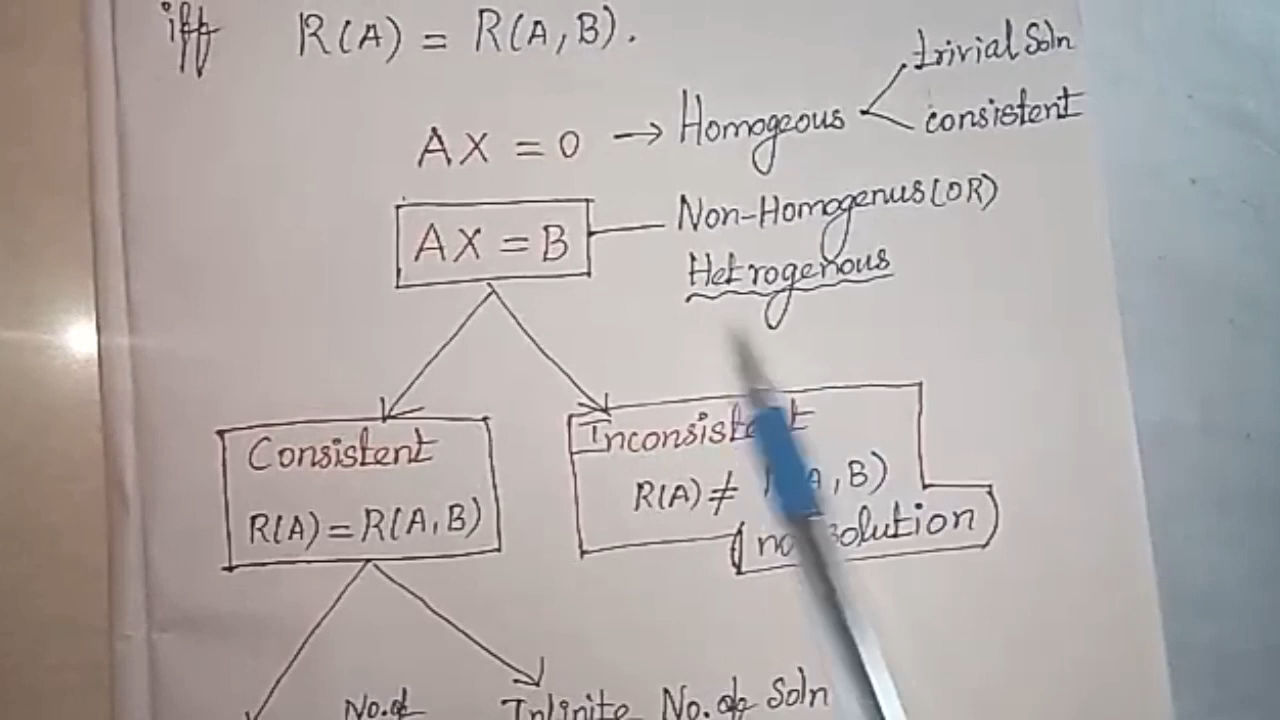 iff R(A) = R(A, B).
trivial Soln
AX = 0 → Homogeous
consistent
Non-Homogenus (OR)
AX = B
Hetrogenous
Consistent
R(A) = R(A, B)
R(A) ≠ , B)
solution
No. of
Infinite No. of Soln